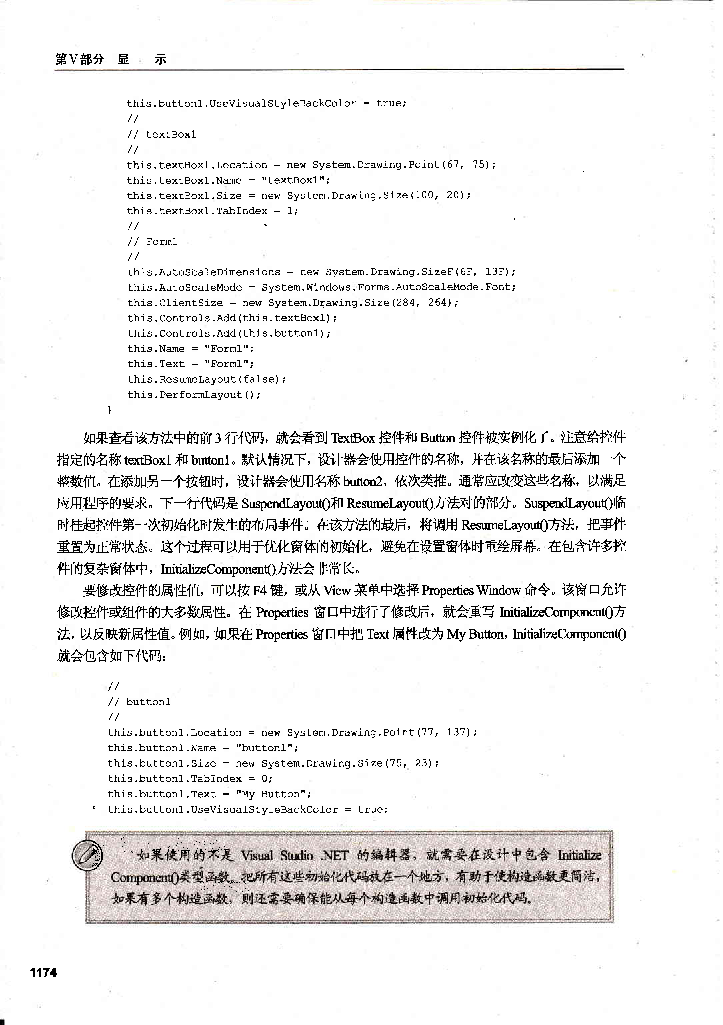 第V部分 显 示
this.button1.UseVisualStyleBackColor = true;
//
// textBox1
//
this.textBox1.Location = new System.Drawing.Point(67, 75);
this.textBox1.Name = "textBox1";
this.textBox1.Size = new System.Drawing.Size(100, 20);
this.textBox1.TabIndex = 1;
//
// Form1
//
this.AutoScaleDimensions = new System.Drawing.SizeF(6F, 13F);
this.AutoScaleMode = System.Windows.Forms.AutoScaleMode.Font;
this.ClientSize = new System.Drawing.Size(284, 264);
this.Controls.Add(this.textBox1);
this.Controls.Add(this.button1);
this.Name = "Form1";
this.Text = "Form1";
this.ResumeLayout(false);
this.PerformLayout();
}
如果查看该方法中的前3行代码，就会看到TextBox控件和Button控件被实例化了。注意给控件
指定的名称textBox1和button1。默认情况下，设计器会使用控件的名称，并在该名称的最后添加一个
整数值。在添加另一个按钮时，设计器会使用名称button2，依次类推。通常应改变这些名称，以满足
应用程序的要求。下一行代码是SuspendLayout()和ResumeLayout()方法对的部分。SuspendLayout()临
时挂起控件第一次初始化时发生的布局事件。在该方法的最后，将调用ResumeLayout()方法，把事件
重置为正常状态。这个过程可以用于优化窗体的初始化，避免在设置窗体时重绘屏幕。在包含许多控
件的复杂窗体中，InitializeComponent()方法会非常长。
要修改控件的属性值，可以按F4键，或从View菜单中选择Properties Window命令。该窗口允许
修改控件或组件的大多数属性。在Properties窗口中进行了修改后，就会重写InitializeComponent()方
法，以反映新属性值。例如，如果在Properties窗口中把Text属性改为My Button，InitializeComponent()
就会包含如下代码：
//
// button1
//
this.button1.Location = new System.Drawing.Point(77, 137);
this.button1.Name = "button1";
this.button1.Size = new System.Drawing.Size(75, 23);
this.button1.TabIndex = 0;
this.button1.Text = "My Button";
this.button1.UseVisualStyleBackColor = true;
如果使用的不是 Visual Studio .NET 的编辑器，就需要在设计中包含 Initialize
Component()类型函数。把所有这些初始化代码放在一个地方，有助于使构造函数更简洁，
如果有多个构造函数，则还需要确保能从每个构造函数中调用初始化代码。
1174